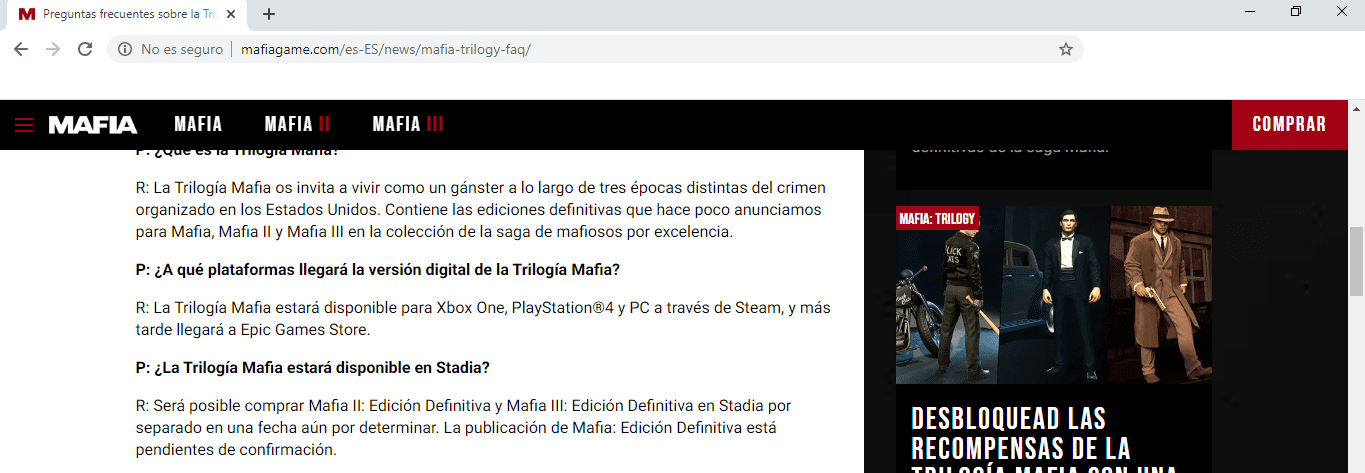 Preguntas frecuentes sobre la Tri
No es seguro
mafiagame.com/es-ES/news/mafia-trilogy-faq/
MAFIA
MAFIA
MAFIA II
MAFIA III
COMPRAR
P: ¿Qué es la Trilogía Mafia?
R: La Trilogía Mafia os invita a vivir como un gánster a lo largo de tres épocas distintas del crimen
organizado en los Estados Unidos. Contiene las ediciones definitivas que hace poco anunciamos
para Mafia, Mafia II y Mafia III en la colección de la saga de mafiosos por excelencia.
P: ¿A qué plataformas llegará la versión digital de la Trilogía Mafia?
R: La Trilogía Mafia estará disponible para Xbox One, PlayStation®4 y PC a través de Steam, y más
tarde llegará a Epic Games Store.
P: ¿La Trilogía Mafia estará disponible en Stadia?
R: Será posible comprar Mafia II: Edición Definitiva y Mafia III: Edición Definitiva en Stadia por
separado en una fecha aún por determinar. La publicación de Mafia: Edición Definitiva está
pendientes de confirmación.
definitivas de la saga Mafia.
MAFIA: TRILOGY
DESBLOQUEAD LAS
RECOMPENSAS DE LA
TRILOGÍA MAFIA CON UNA